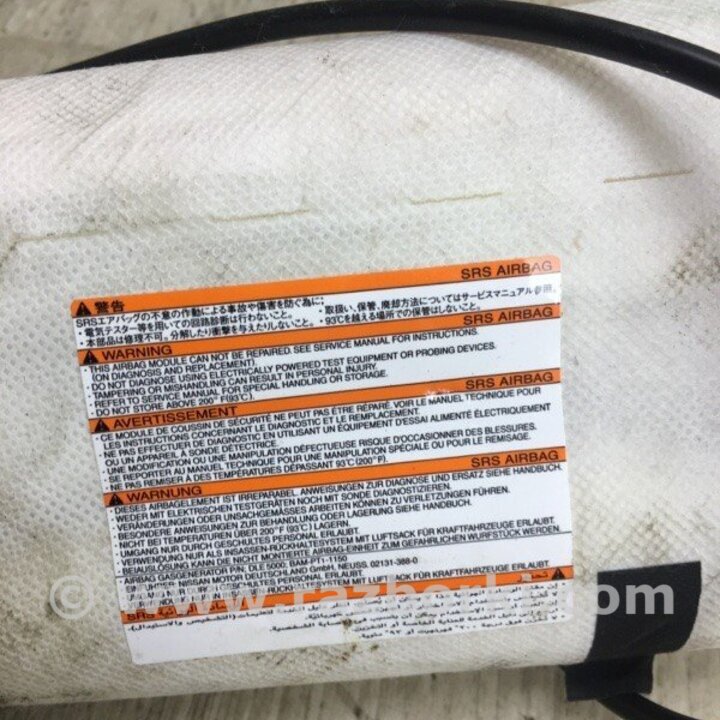 SRS AIRBAG
警告
SRSエアバッグの不意の作動による事故や傷害を防ぐ為に:
・電気テスター等を用いての回路診断は行わないこと。
・本部品は修理不可。分解したり衝撃を与えたりしないこと。
・取扱い、保管、廃却方法についてはサービスマニュアル参照。
・93℃を越える場所での保管はしないこと。
SRS AIRBAG
WARNING
・THIS AIRBAG MODULE CAN NOT BE REPAIRED. SEE SERVICE MANUAL FOR INSTRUCTIONS.
(ON DIAGNOSIS AND REPLACEMENT).
・DO NOT DIAGNOSE USING ELECTRICALLY POWERED TEST EQUIPMENT OR PROBING DEVICES.
・TAMPERING OR MISHANDLING CAN RESULT IN PERSONAL INJURY.
・REFER TO SERVICE MANUAL FOR SPECIAL HANDLING OR STORAGE.
・DO NOT STORE ABOVE 200°F(93℃).
SRS AIRBAG
AVERTISSEMENT
・CE MODULE DE COUSSIN DE SÉCURITÉ NE PEUT PAS ÊTRE RÉPARÉ. VOIR LE MANUEL TECHNIQUE POUR
LES INSTRUCTIONS CONCERNANT LE DIAGNOSTIC ET LE REMPLACEMENT.
・NE PAS EFFECTUER DE DIAGNOSTIC EN UTILISANT UN ÉQUIPEMENT D'ESSAI ALIMENTÉ ÉLECTRIQUEMENT
OU UN APPAREIL À SONDE DÉTECTRICE.
・UNE MODIFICATION OU UNE MANIPULATION DÉFECTUEUSE RISQUE D'OCCASIONNER DES BLESSURES.
・SE REPORTER AU MANUEL TECHNIQUE POUR UNE MANIPULATION SPÉCIALE OU POUR LE REMISAGE.
・NE PAS REMISER À DES TEMPÉRATURES DÉPASSANT 93℃(200°F).
SRS AIRBAG
WARNUNG
・DIESES AIRBAGELEMENT IST IRREPARABEL. ANWEISUNGEN ZUR DIAGNOSE UND ERSATZ SIEHE HANDBUCH.
・WEDER MIT ELEKTRISCHEN TESTGERÄTEN NOCH MIT SONDE DIAGNOSTIZIEREN.
・VERÄNDERUNGEN ODER UNSACHGEMÄSSES ARBEITEN KÖNNEN ZU VERLETZUNGEN FÜHREN.
・BESONDERE ANWEISUNGEN ZUR BEHANDLUNG ODER LAGERUNG SIEHE HANDBUCH.
・NICHT BEI TEMPERATUREN ÜBER 200°F (93℃) LAGERN.
UMGANG NUR DURCH GESCHULTES PERSONAL ERLAUBT.
VERWENDUNG NUR ALS INSASSEN-RÜCKHALTESYSTEM MIT LUFTSACK FÜR KRAFTFAHRZEUGE ERLAUBT.
VERAUSLÖSUNG KANN DIE NICHT MONTIERTE AIRBAG-EINHEIT ZUM GEFÄHRLICHEN WURFSTÜCK WERDEN.
AIRBAG GASGENERATOR P/N: DLE 5000; BAM-PT1-1150
EINFÜHRER: NISSAN MOTOR DEUTSCHLAND GmbH, NEUSS. 02131-388-0
SRS AIRBAG
© www.razborki.com